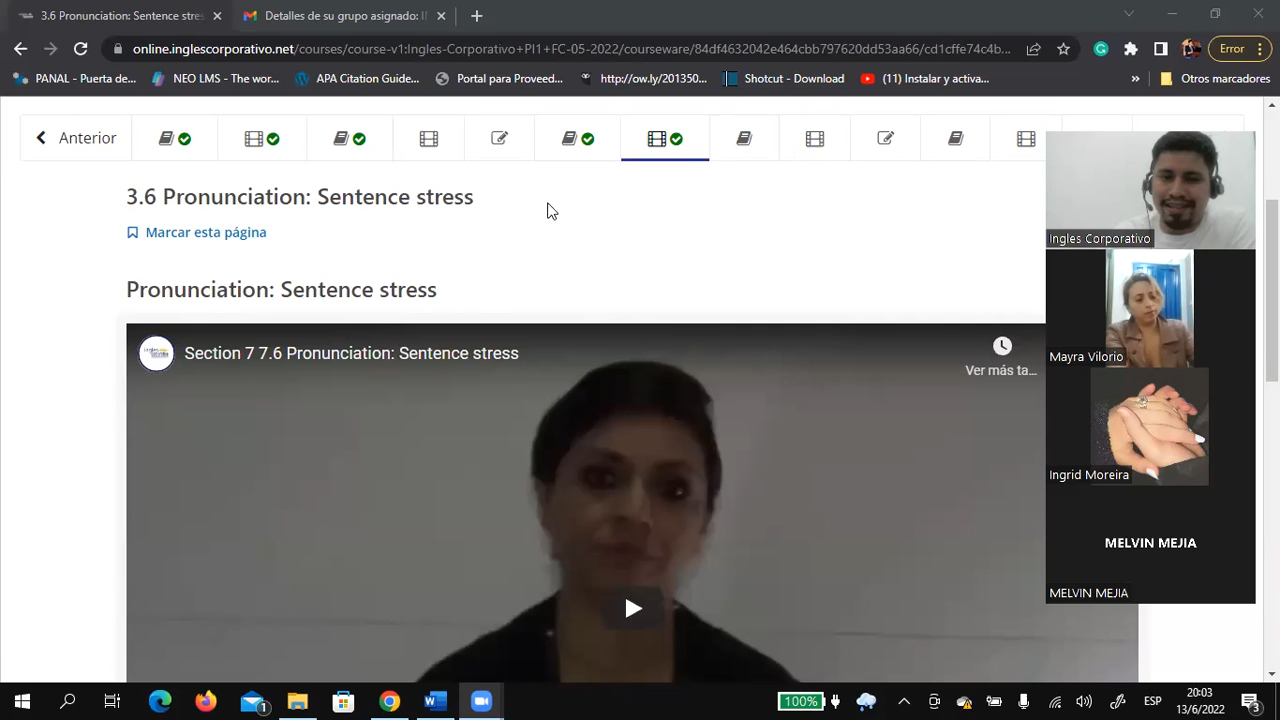 3.6 Pronunciation: Sentence stress
Detalles de su grupo asignado: I
online.inglescorporativo.net/courses/course-v1:Ingles-Corporativo+PI1+FC-05-2022/courseware/84df4632042e464cbb797620dd53aa66/cd1cffe74c4b...
Error
PANAL - Puerta de...
NEO LMS - The wor...
APA Citation Guide...
Portal para Proveed...
http://ow.ly/201350...
Shotcut - Download
(11) Instalar y activa...
»
Otros marcadores
Anterior
3.6 Pronunciation: Sentence stress
Marcar esta página
Pronunciation: Sentence stress
Section 7 7.6 Pronunciation: Sentence stress
Ver más ta...
Ingles Corporativo
Mayra Vilorio
Ingrid Moreira
MELVIN MEJIA
MELVIN MEJIA
1
100%
ESP
20:03
13/6/2022
3